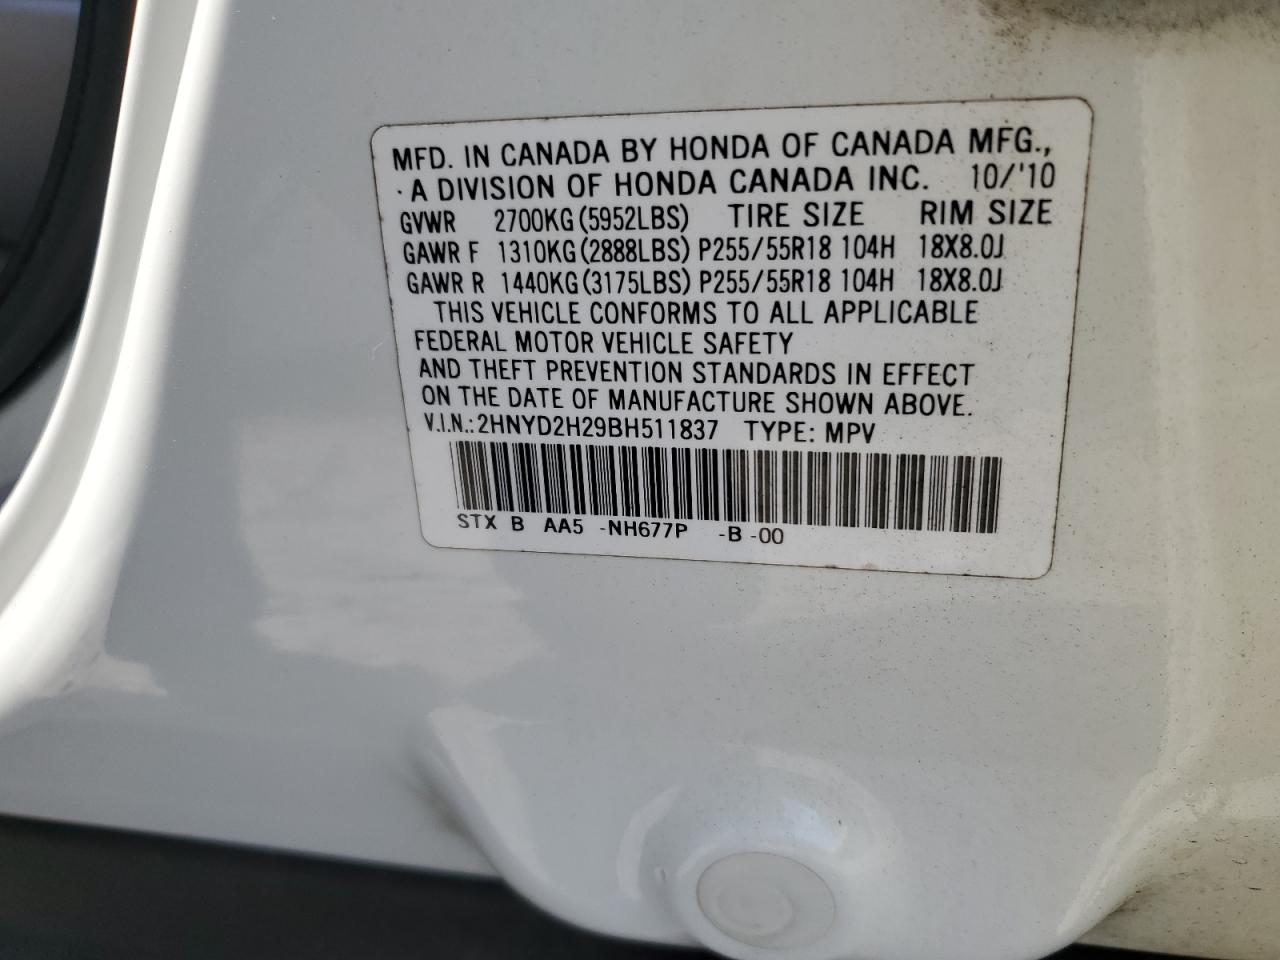 MFD. IN CANADA BY HONDA OF CANADA MFG.,
· A DIVISION OF HONDA CANADA INC. 10/'10
GVWR 2700KG (5952LBS) TIRE SIZE RIM SIZE
GAWR F 1310KG (2888LBS) P255/55R18 104H 18X8.0J
GAWR R 1440KG (3175LBS) P255/55R18 104H 18X8.0J
THIS VEHICLE CONFORMS TO ALL APPLICABLE
FEDERAL MOTOR VEHICLE SAFETY
AND THEFT PREVENTION STANDARDS IN EFFECT
ON THE DATE OF MANUFACTURE SHOWN ABOVE.
V.I.N.: 2HNYD2H29BH511837 TYPE: MPV
STX B AA5 -NH677P -B -00